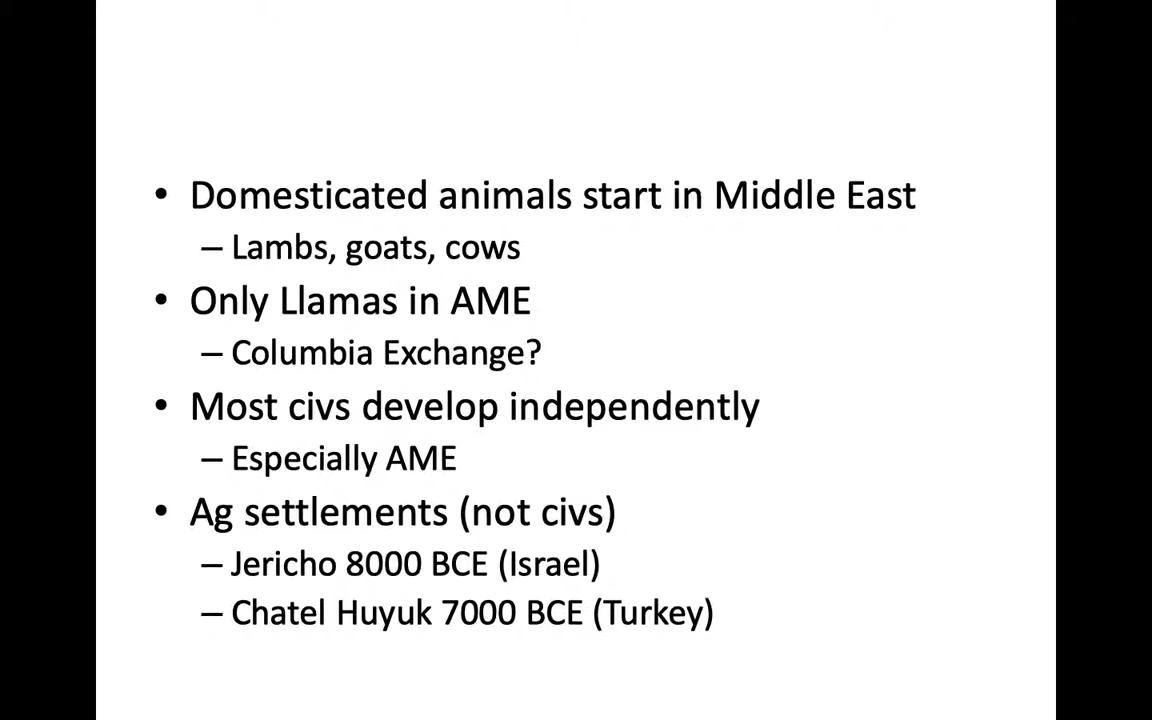 • Domesticated animals start in Middle East
– Lambs, goats, cows
• Only Llamas in AME
– Columbia Exchange?
• Most civs develop independently
– Especially AME
• Ag settlements (not civs)
– Jericho 8000 BCE (Israel)
– Chatel Huyuk 7000 BCE (Turkey)